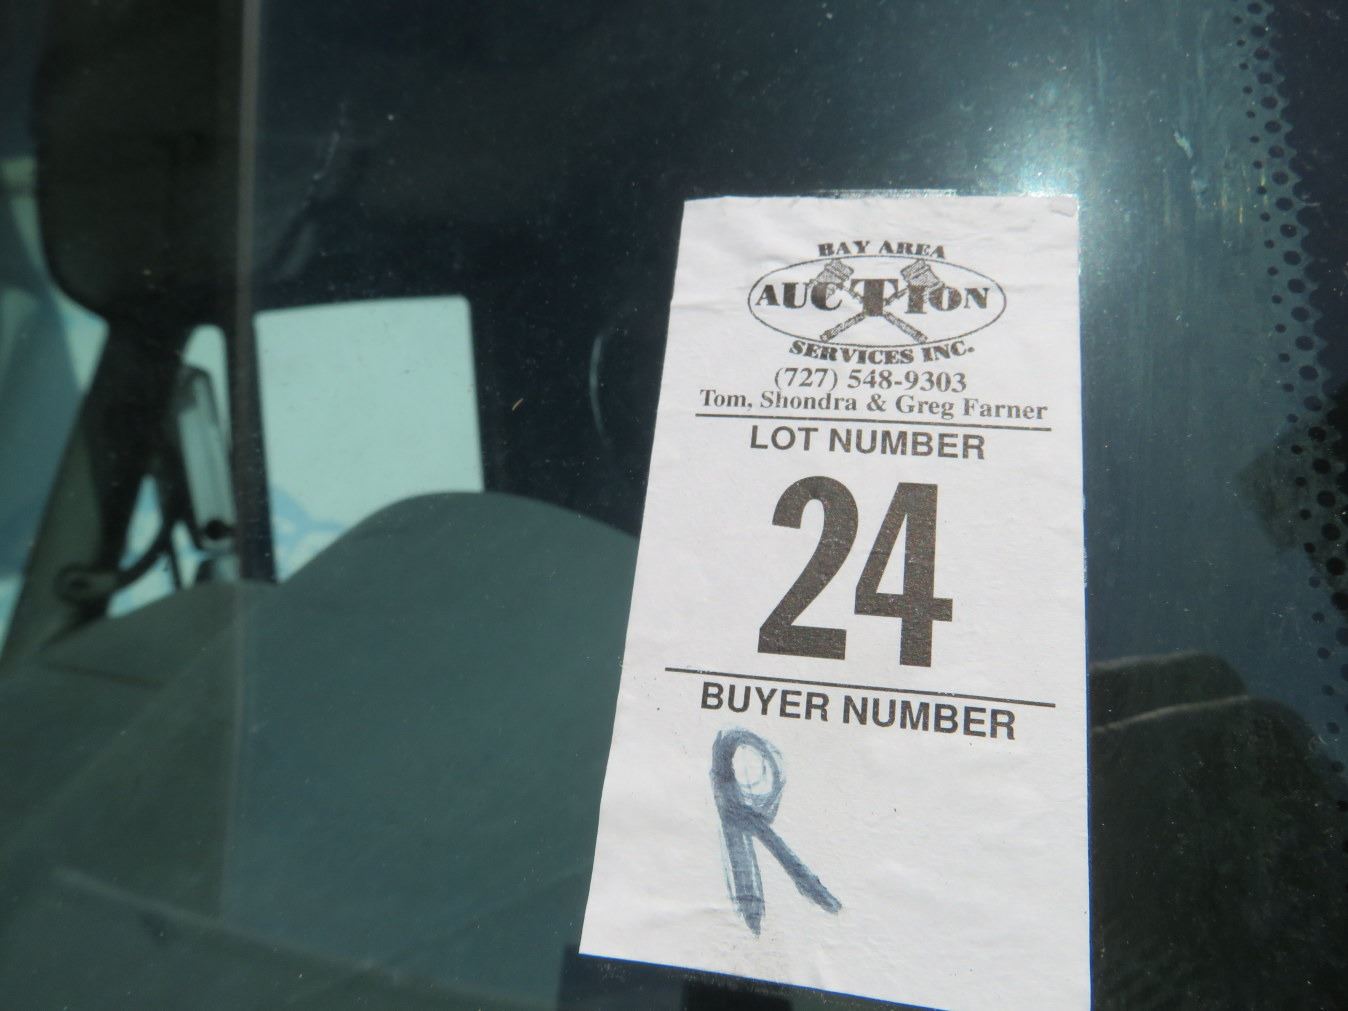 BAY AREA
AUCTION
SERVICES INC.
(727) 548-9303
Tom, Shondra & Greg Farner
LOT NUMBER
24
BUYER NUMBER
R